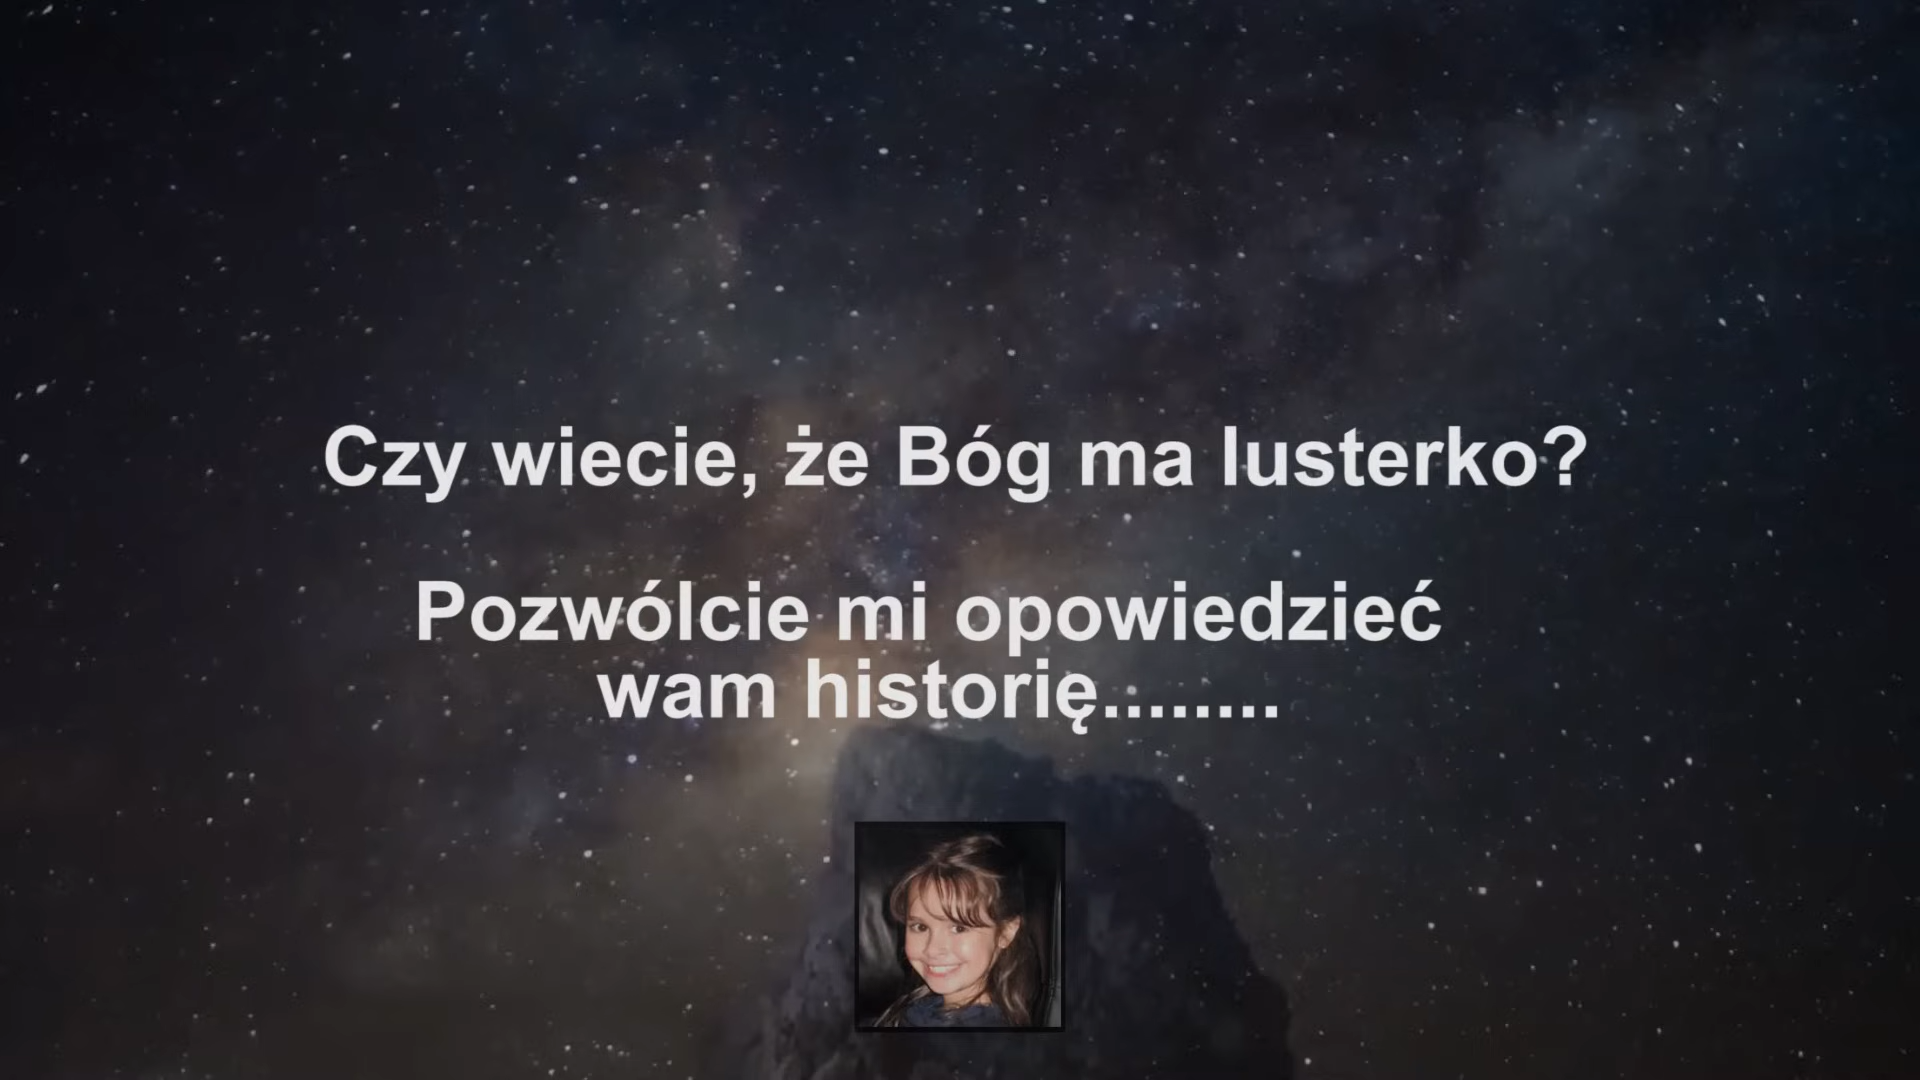 Czy wiecie, że Bóg ma lusterko?
Pozwólcie mi opowiedzieć
wam historię........